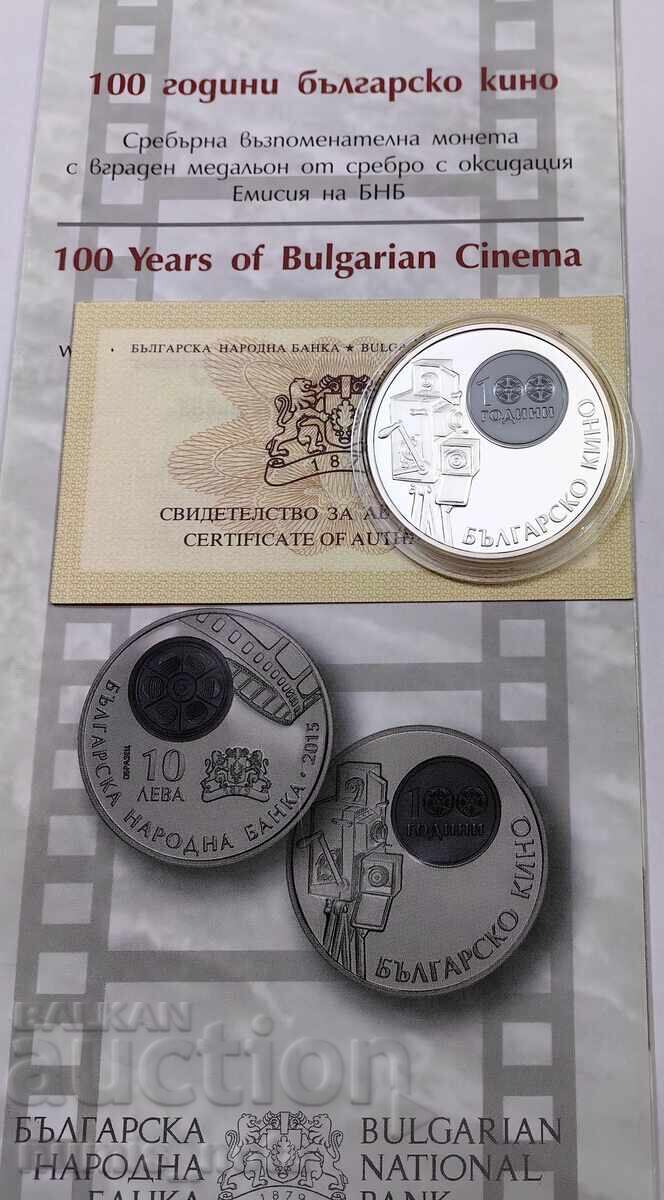 100 години българско кино
Сребърна възпоменателна монета
с вграден медальон от сребро с оксидация
Емисия на БНБ
100 Years of Bulgarian Cinema
БЪЛГАРСКА НАРОДНА БАНКА ★ BULG
СВИДЕТЕЛСТВО ЗА АВ
CERTIFICATE OF AUTH
100
ГОДИНИ
БЪЛГАРСКО КИНО
ОБРАЗЕЦ
10
ЛЕВА
БЪЛГАРСКА НАРОДНА БАНКА • 2015
100
ГОДИНИ
БЪЛГАРСКО КИНО
BALKAN
auction
БЪЛГАРСКА
НАРОДНА
БАНКА
1879
BULGARIAN
NATIONAL
BANK